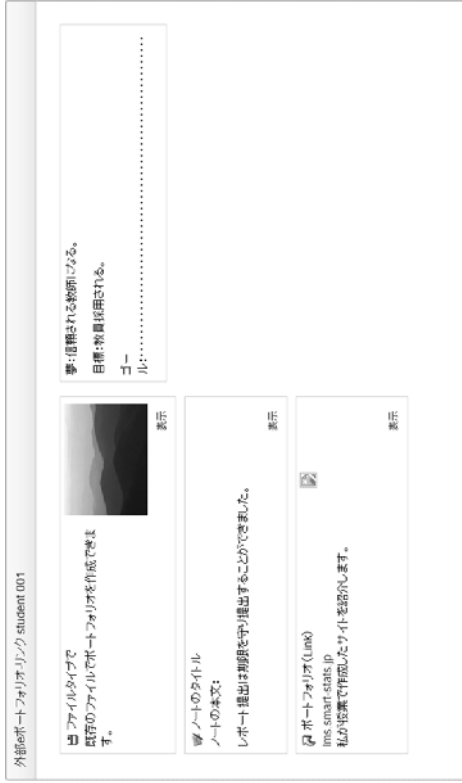 外部eポートフォリオ・リンク student 001
ファイルタイプで
既存のファイルでポートフォリオを作成できま
す。
表示
ノートのタイトル
ノートの本文:
レポート提出は期限を守り提出することができました。
表示
ポートフォリオ(Link)
lms.smart-stats.jp
私が授業で作成したサイトを紹介します。
表示
夢:信頼される教師になる。
目標:教員採用される。
ゴー
ル:‥‥‥‥‥‥‥‥‥‥‥‥‥‥‥‥‥‥‥‥